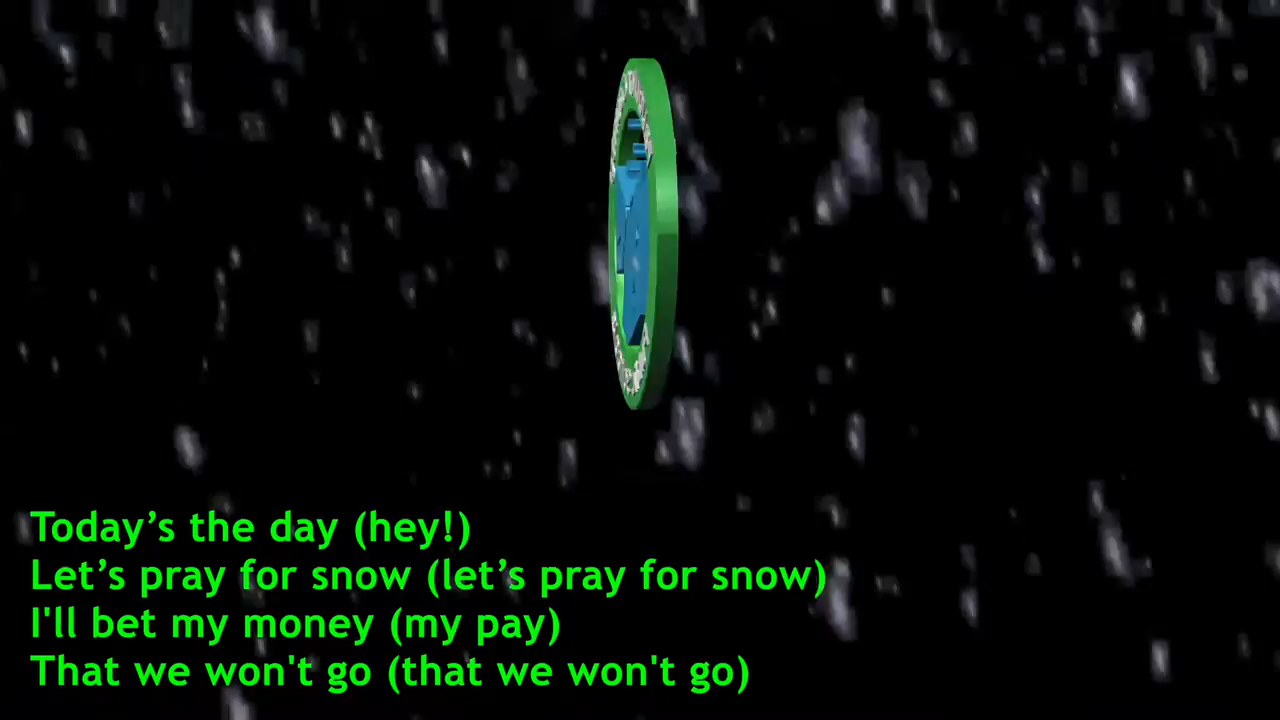 Today’s the day (hey!)
Let’s pray for snow (let’s pray for snow)
I'll bet my money (my pay)
That we won't go (that we won't go)